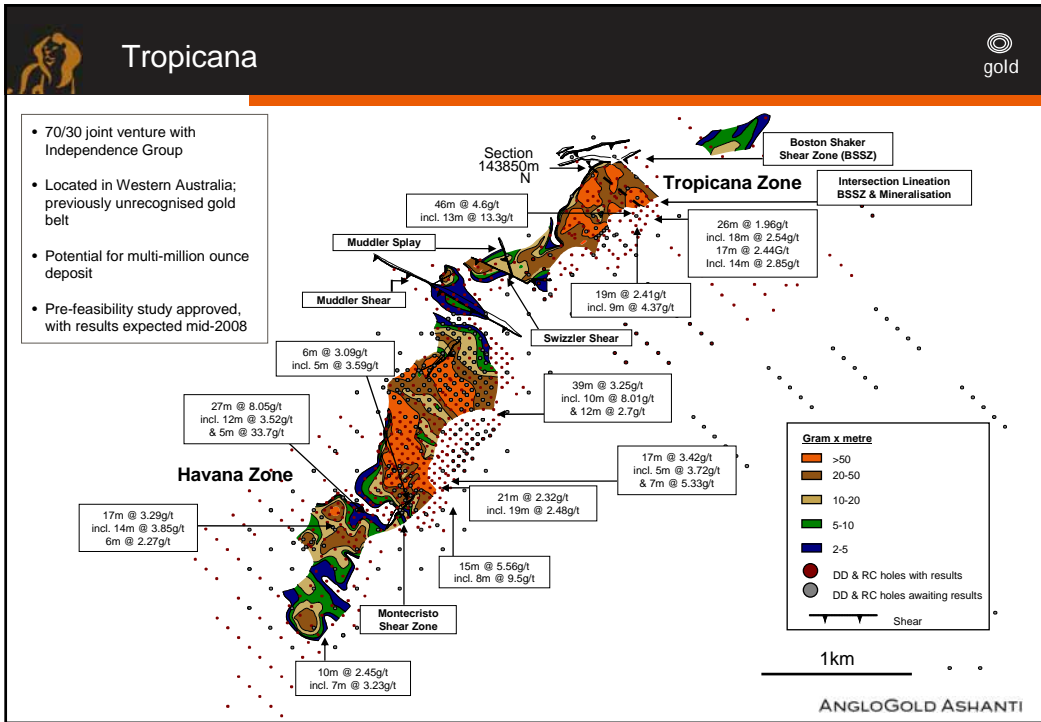 Tropicana
gold
• 70/30 joint venture with
Independence Group
• Located in Western Australia;
previously unrecognised gold
belt
• Potential for multi-million ounce
deposit
• Pre-feasibility study approved,
with results expected mid-2008
Section
143850m
N
Boston Shaker
Shear Zone (BSSZ)
Tropicana Zone
Intersection Lineation
BSSZ & Mineralisation
46m @ 4.6g/t
incl. 13m @ 13.3g/t
26m @ 1.96g/t
incl. 18m @ 2.54g/t
17m @ 2.44G/t
Incl. 14m @ 2.85g/t
Muddler Splay
Muddler Shear
19m @ 2.41g/t
incl. 9m @ 4.37g/t
Swizzler Shear
6m @ 3.09g/t
incl. 5m @ 3.59g/t
39m @ 3.25g/t
incl. 10m @ 8.01g/t
& 12m @ 2.7g/t
27m @ 8.05g/t
incl. 12m @ 3.52g/t
& 5m @ 33.7g/t
Havana Zone
17m @ 3.42g/t
incl. 5m @ 3.72g/t
& 7m @ 5.33g/t
21m @ 2.32g/t
incl. 19m @ 2.48g/t
17m @ 3.29g/t
incl. 14m @ 3.85g/t
6m @ 2.27g/t
15m @ 5.56g/t
incl. 8m @ 9.5g/t
Montecristo
Shear Zone
10m @ 2.45g/t
incl. 7m @ 3.23g/t
Gram x metre
>50
20-50
10-20
5-10
2-5
DD & RC holes with results
DD & RC holes awaiting results
Shear
1km
ANGLOGOLD ASHANTI